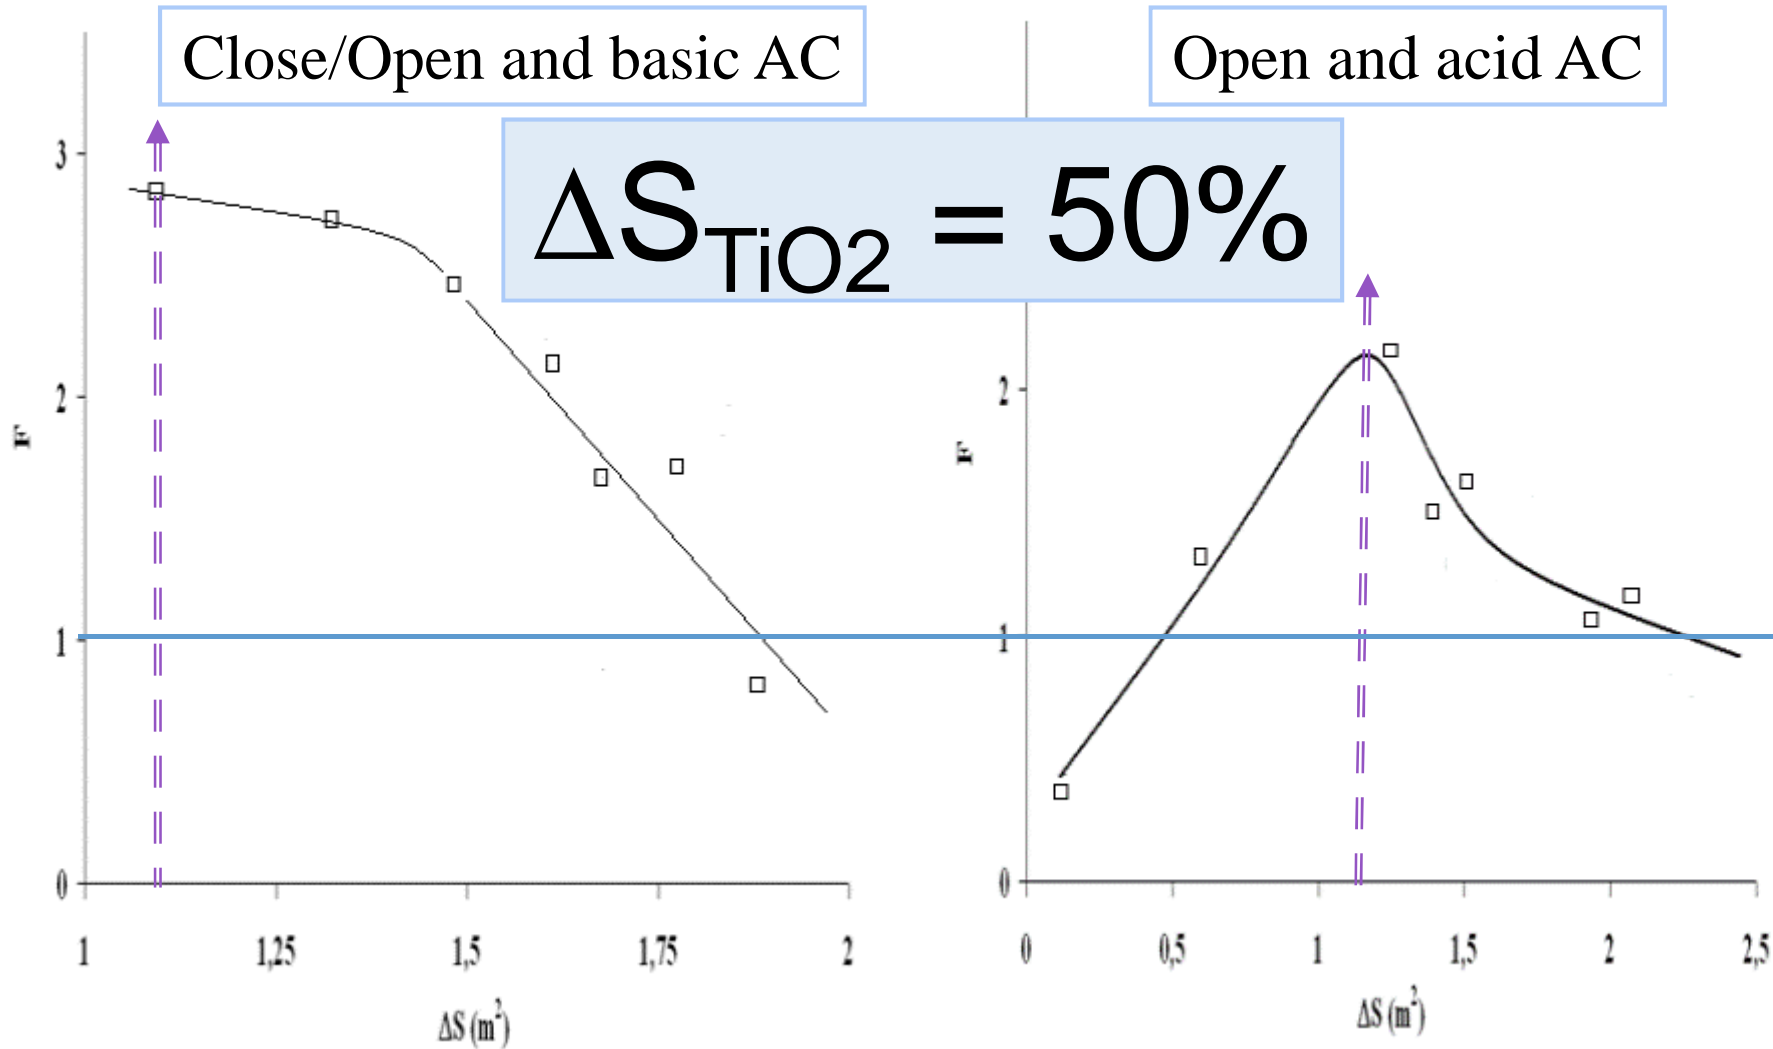 Close/Open and basic AC
Open and acid AC
ΔS_TiO2 = 50%
3
2
1
0
F
1 1,25 1,5 1,75 2
ΔS (m²)
2
1
0
F
0 0,5 1 1,5 2 2,5
ΔS (m²)